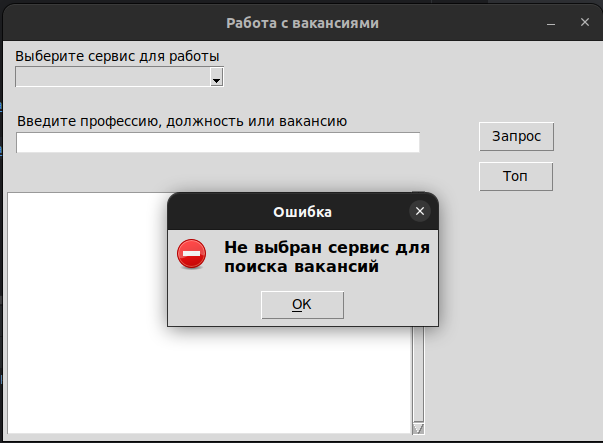 Работа с вакансиями
Выберите сервис для работы
Введите профессию, должность или вакансию
Запрос
Топ
Ошибка
Не выбран сервис для
поиска вакансий
ОК